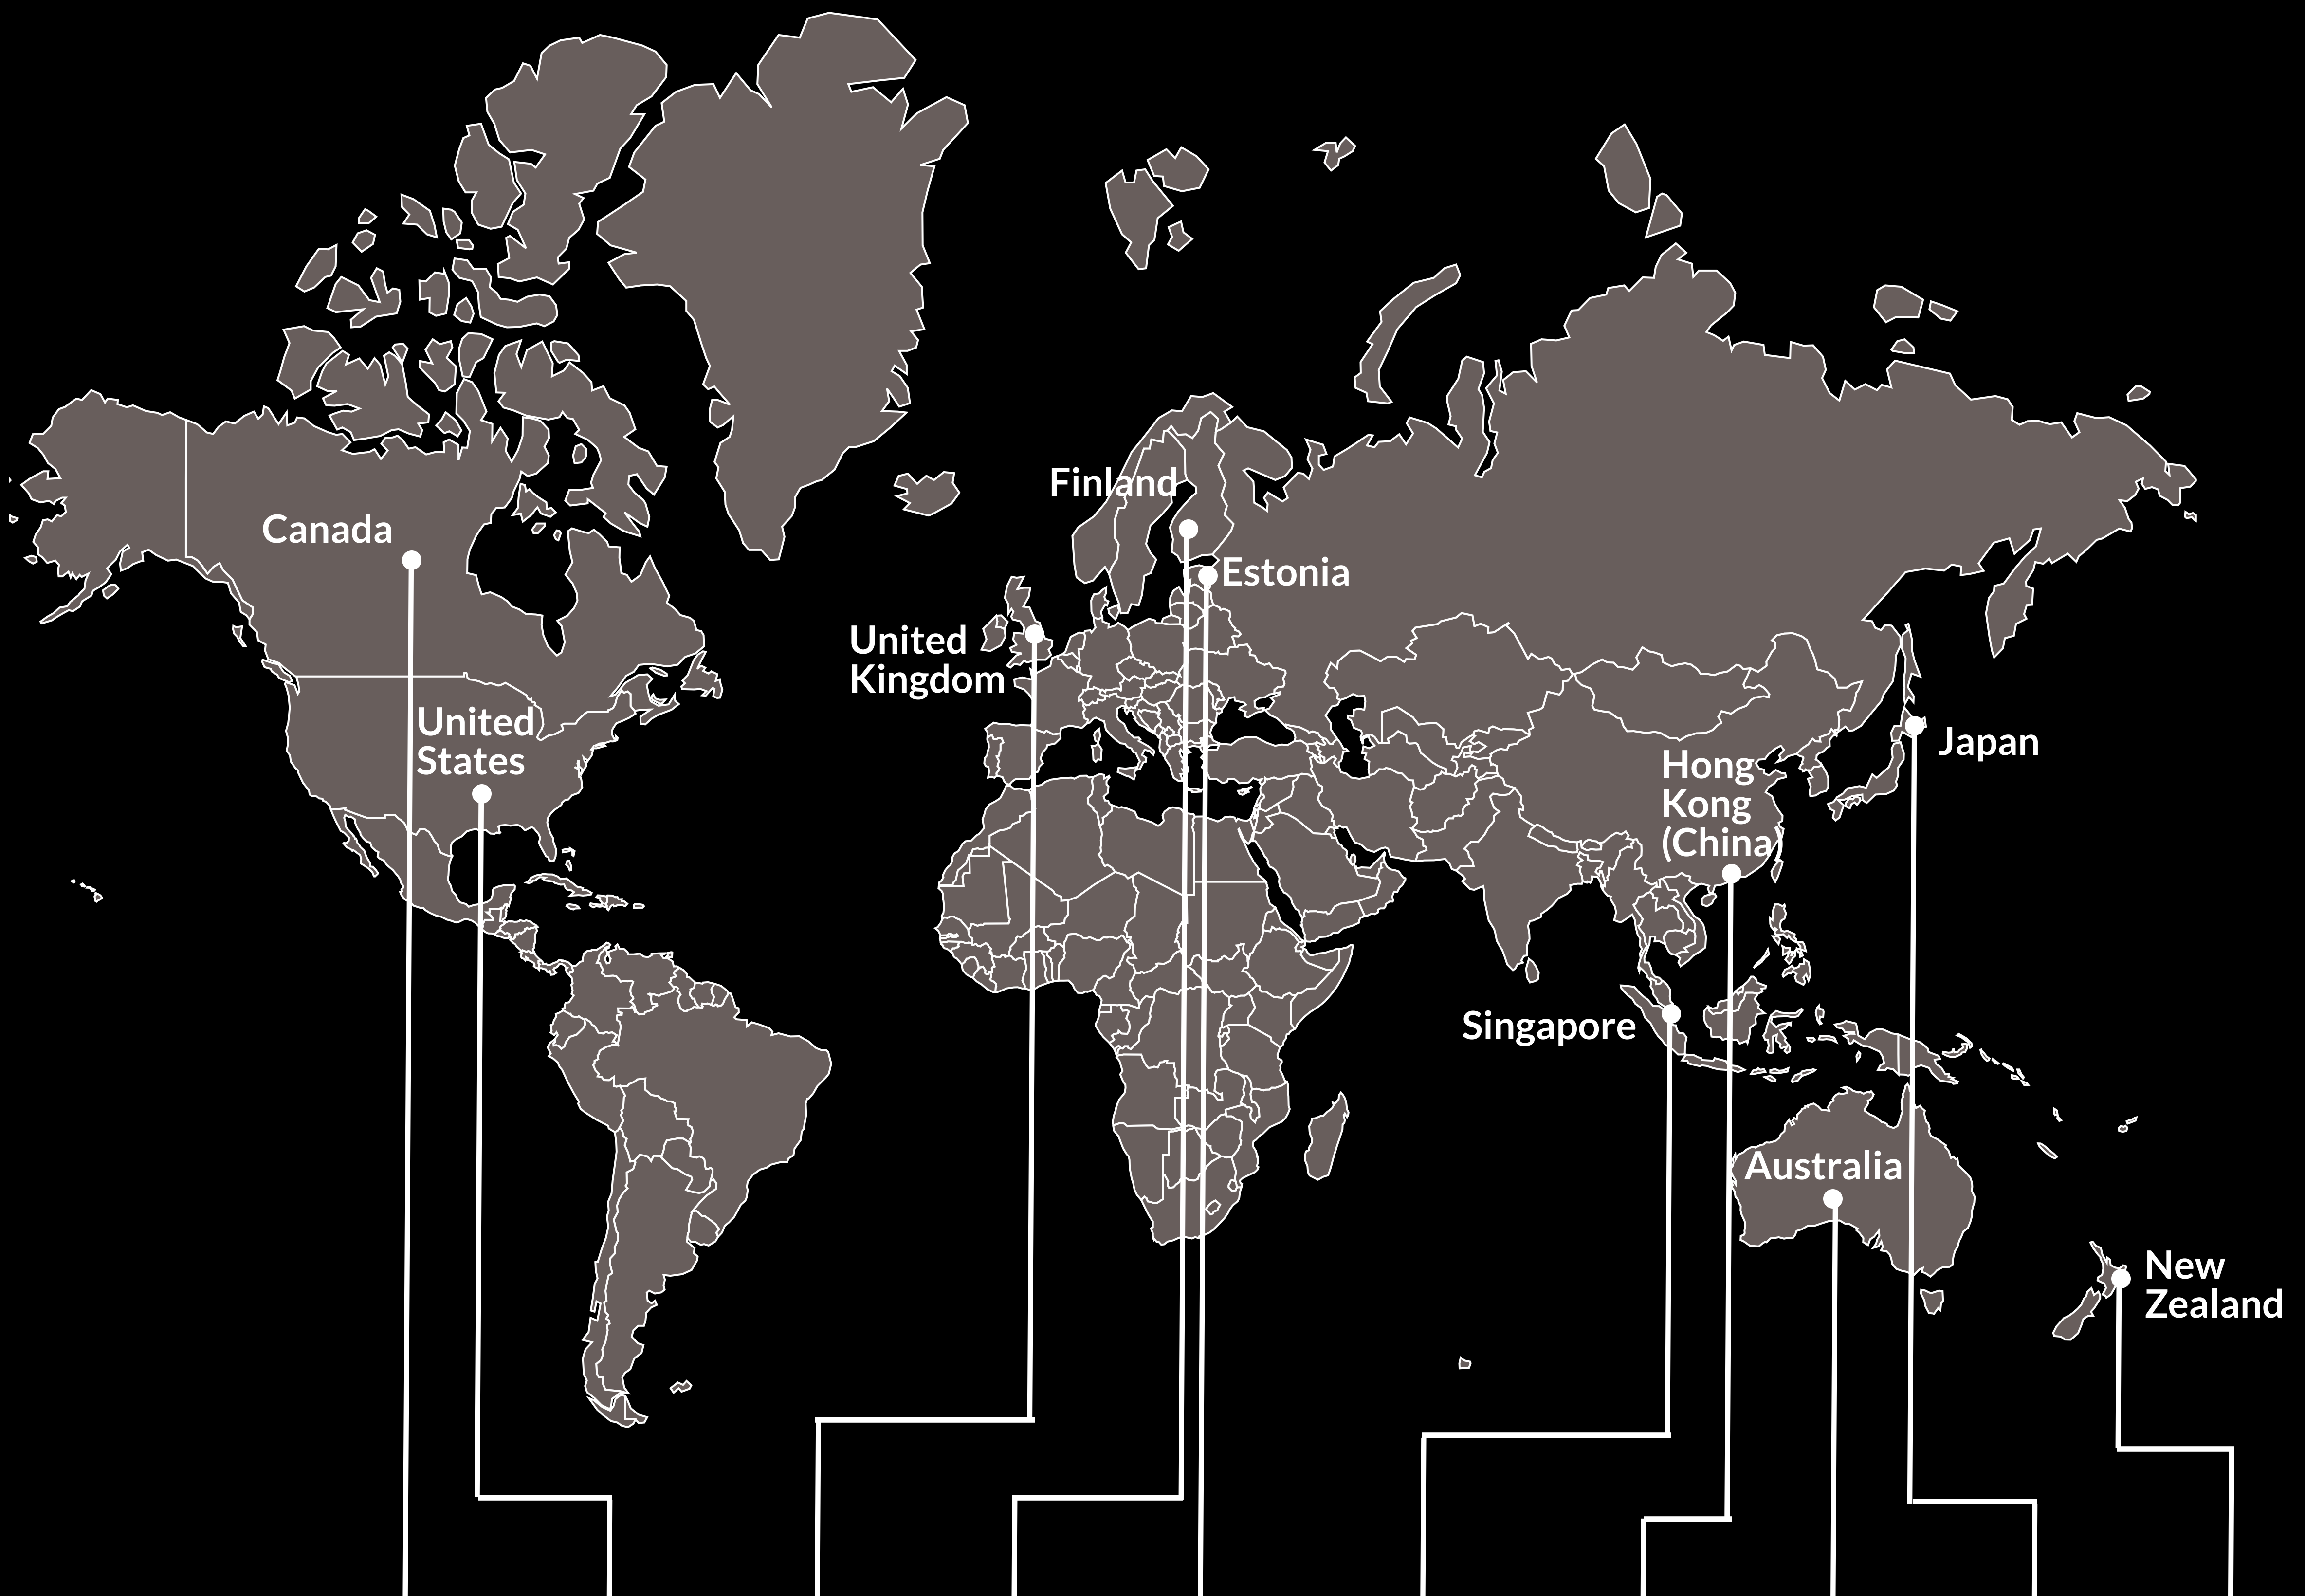 Finland
Canada
Estonia
United
Kingdom
United
States
Japan
Hong
Kong
(China)
Singapore
Australia
New
Zealand